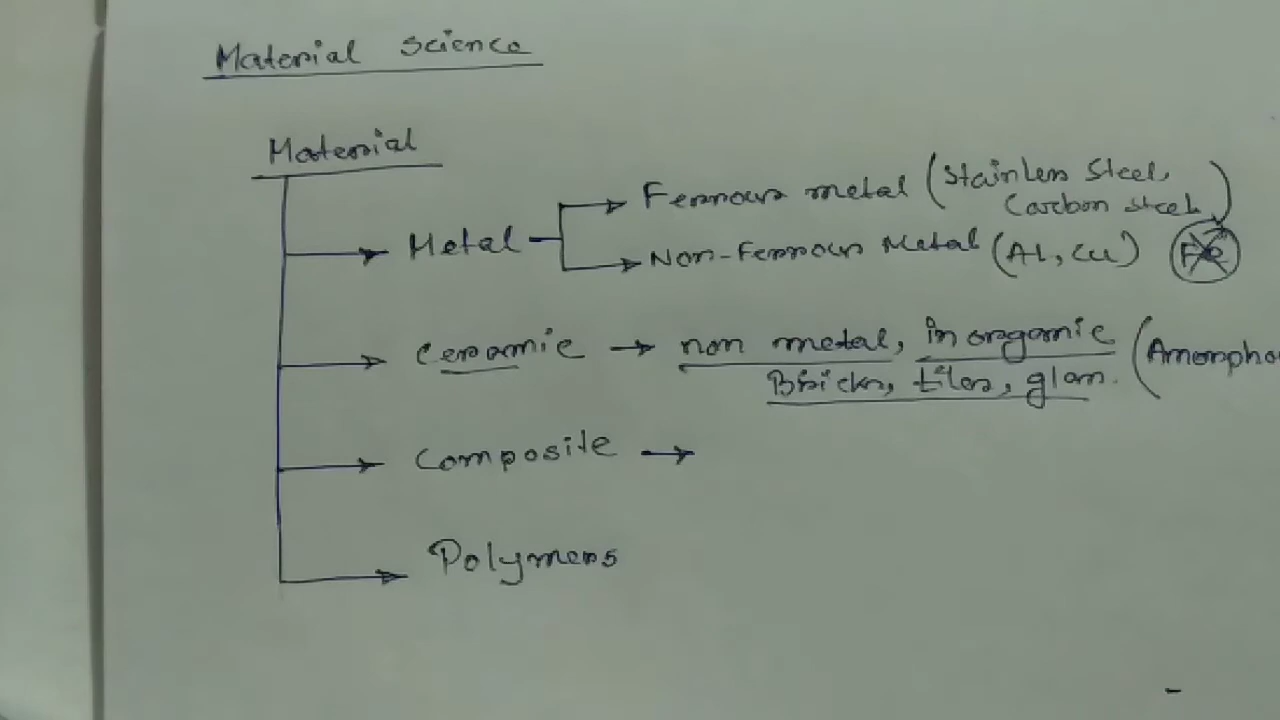 Material Science
Material
Metal
Ferrous metal (Stainless Steel,
Carbon steel)
Non-Ferrous Metal (Al, Cu)
Fe
Ceramic → non metal, inorganic (Amorpho
Bricks, tiles, glass.
Composite →
Polymers